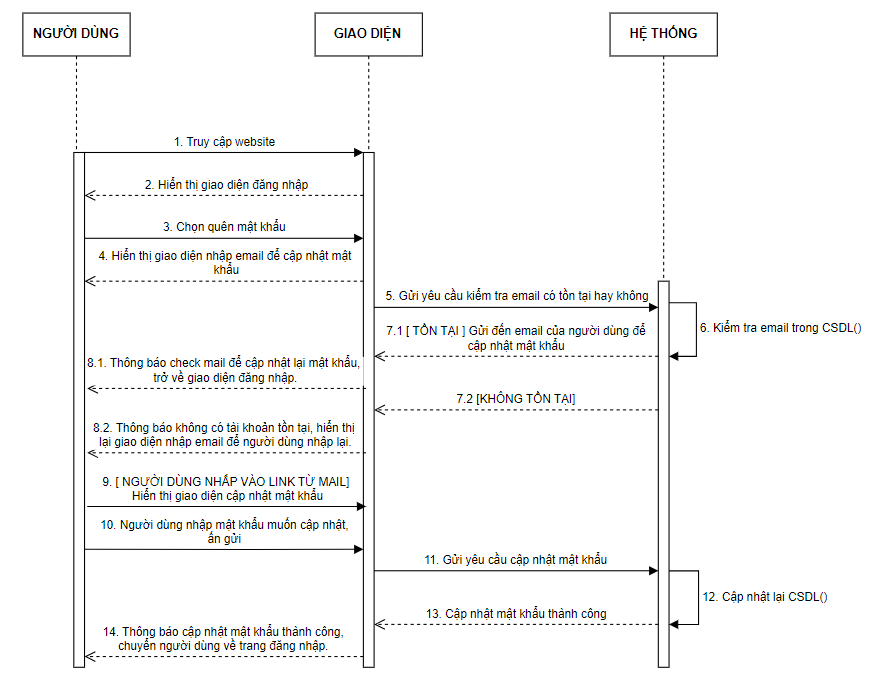 NGƯỜI DÙNG
GIAO DIỆN
HỆ THỐNG
1. Truy cập website
2. Hiển thị giao diện đăng nhập
3. Chọn quên mật khẩu
4. Hiển thị giao diện nhập email để cập nhật mật
khẩu
5. Gửi yêu cầu kiểm tra email có tồn tại hay không
6. Kiểm tra email trong CSDL()
7.1 [ TỒN TẠI ] Gửi đến email của người dùng để
cập nhật mật khẩu
8.1. Thông báo check mail để cập nhật lại mật khẩu,
trở về giao diện đăng nhập.
7.2 [KHÔNG TỒN TẠI]
8.2. Thông báo không có tài khoản tồn tại, hiển thị
lại giao diện nhập email để người dùng nhập lại.
9. [ NGƯỜI DÙNG NHẤP VÀO LINK TỪ MAIL]
Hiển thị giao diện cập nhật mật khẩu
10. Người dùng nhập mật khẩu muốn cập nhật,
ấn gửi
11. Gửi yêu cầu cập nhật mật khẩu
12. Cập nhật lại CSDL()
13. Cập nhật mật khẩu thành công
14. Thông báo cập nhật mật khẩu thành công,
chuyển người dùng về trang đăng nhập.